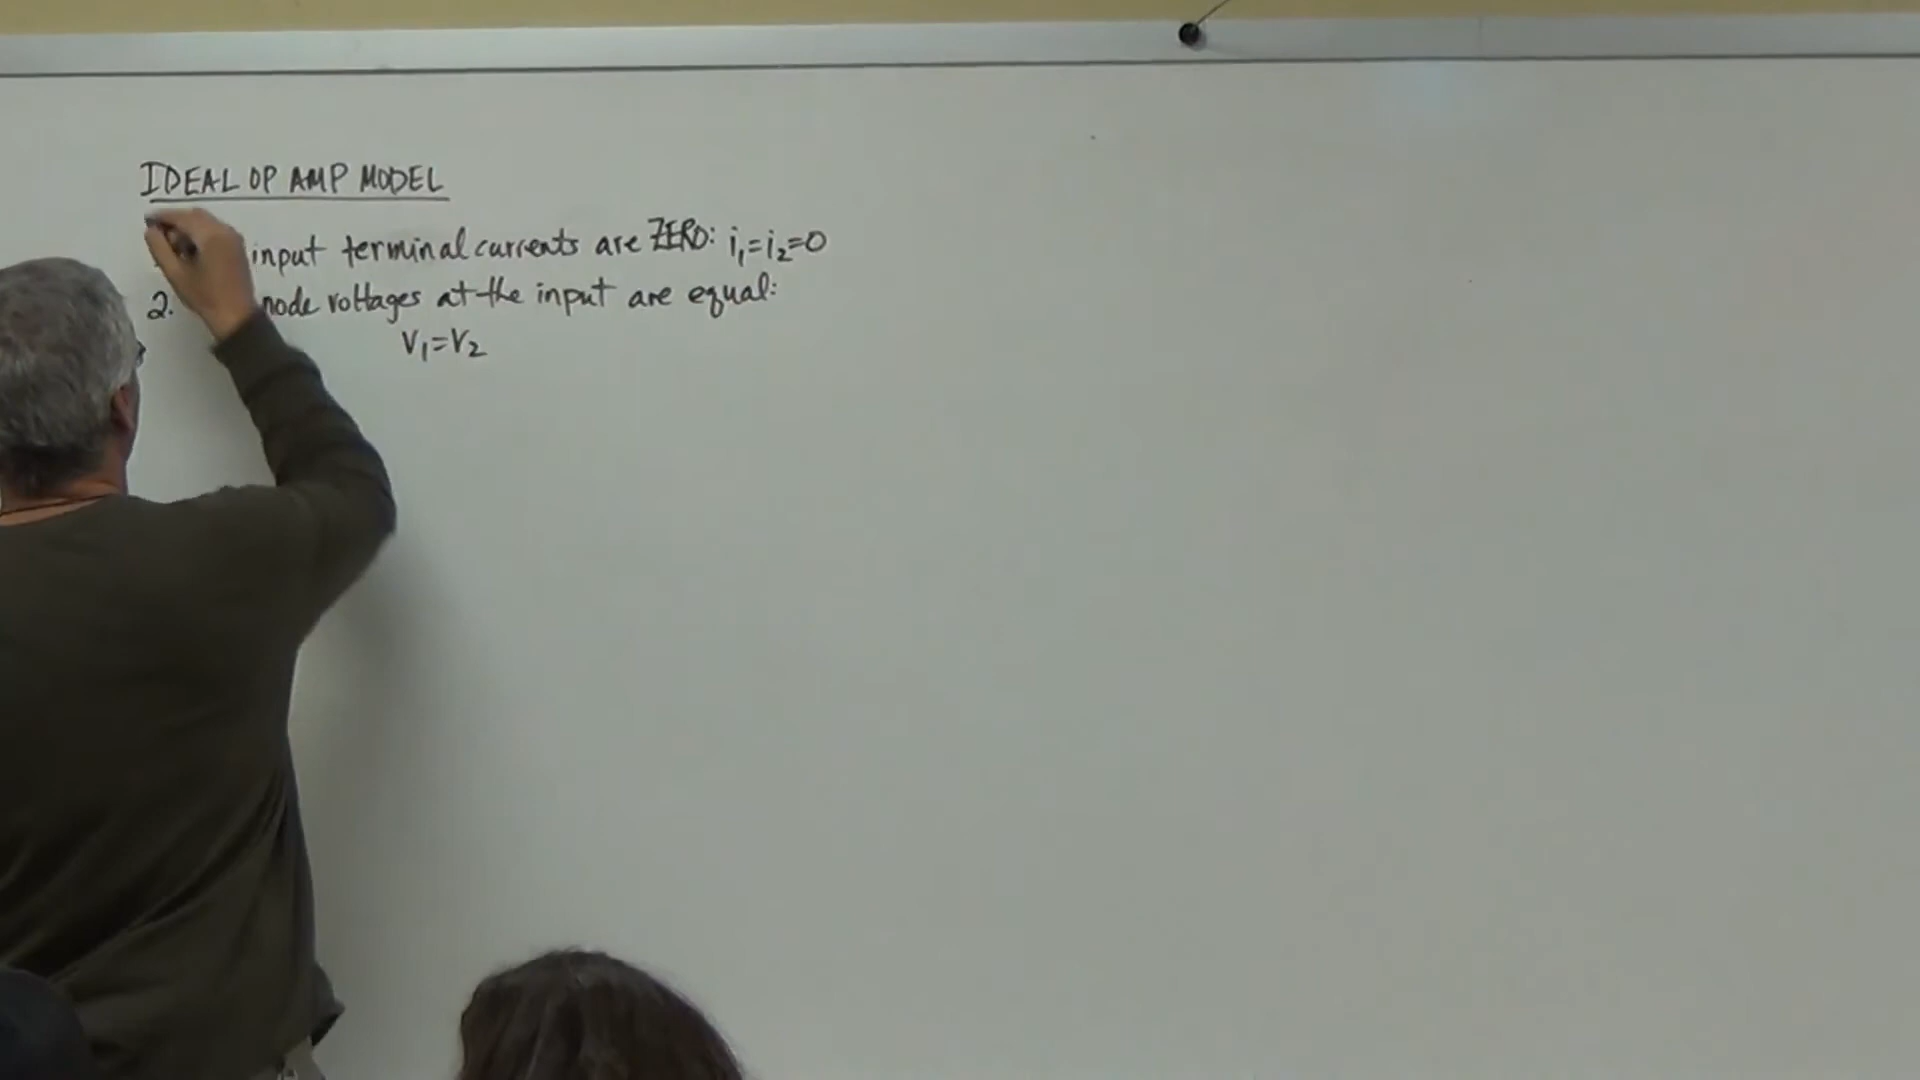 IDEAL OP AMP MODEL
input terminal currents are ZERO: i₁=i₂=0
2. node voltages at the input are equal:
V₁=V₂